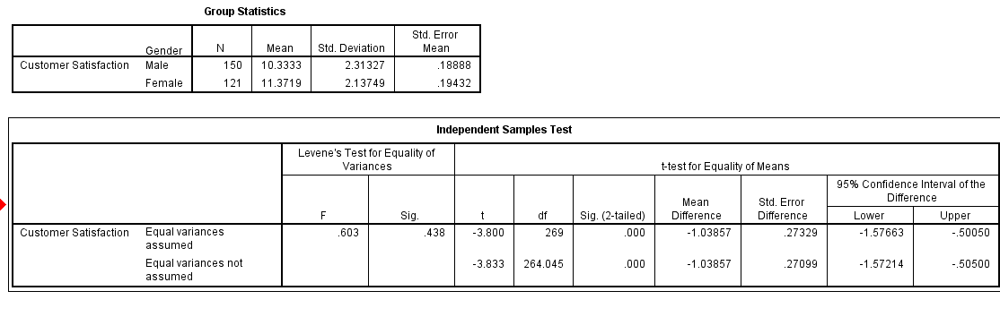 Group Statistics
Gender N Mean Std. Deviation Std. Error Mean
Customer Satisfaction Male 150 10.3333 2.31327 .18888
Female 121 11.3719 2.13749 .19432
Independent Samples Test
Levene's Test for Equality of Variances t-test for Equality of Means
95% Confidence Interval of the Difference
F Sig. t df Sig. (2-tailed) Mean Difference Std. Error Difference Lower Upper
Customer Satisfaction Equal variances assumed .603 .438 -3.800 269 .000 -1.03857 .27329 -1.57663 -.50050
Equal variances not assumed -3.833 264.045 .000 -1.03857 .27099 -1.57214 -.50500